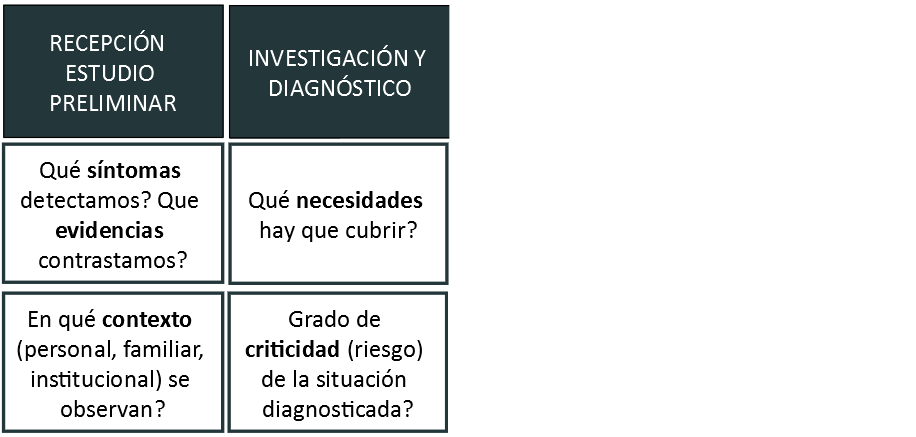 RECEPCIÓN
ESTUDIO
PRELIMINAR
INVESTIGACIÓN Y
DIAGNÓSTICO
Qué síntomas
detectamos? Que
evidencias
contrastamos?
Qué necesidades
hay que cubrir?
En qué contexto
(personal, familiar,
institucional) se
observan?
Grado de
criticidad (riesgo)
de la situación
diagnosticada?